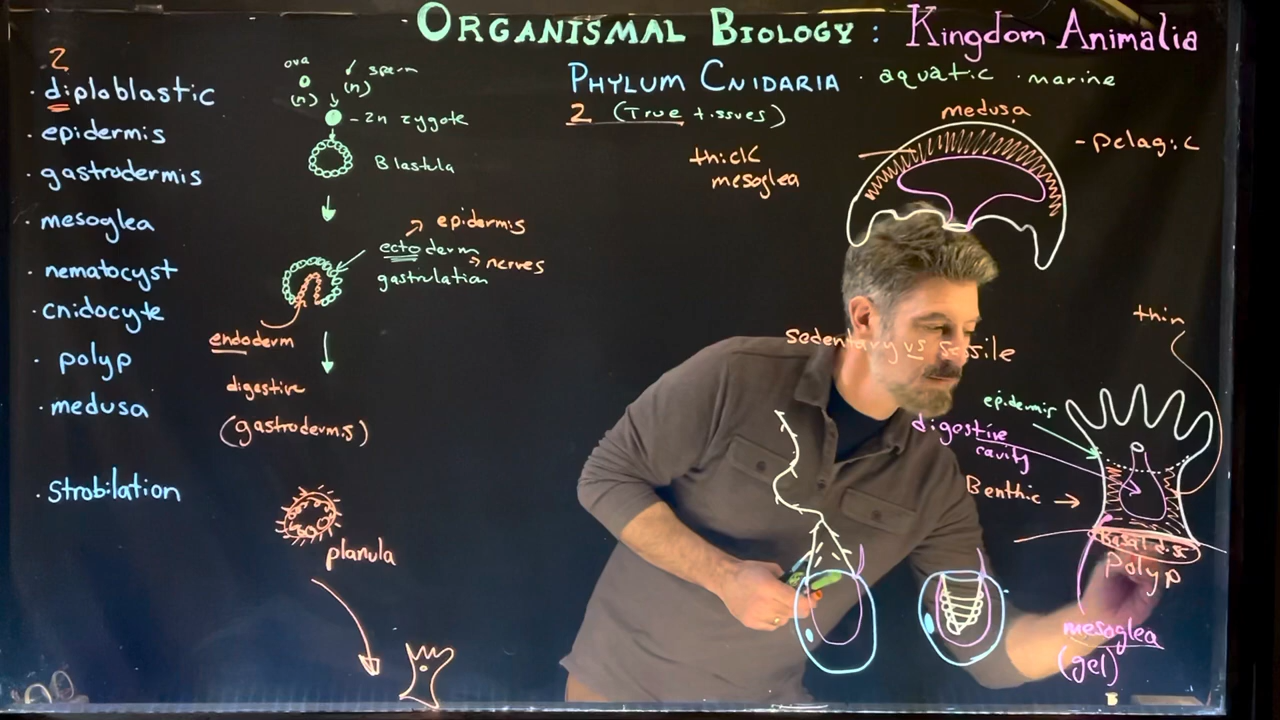 ORGANISMAL BIOLOGY: Kingdom Animalia
PHYLUM CNIDARIA · aquatic · marine
2 (True tissues)
2
· diploblastic
· epidermis
· gastrodermis
· mesoglea
· nematocyst
· cnidocyte
· polyp
· medusa
· Strobilation
ova
sperm
(n)
(n)
- 2n zygote
Blastula
→ epidermis
ectoderm
→ nerves
gastrulation
endoderm
digestive
(gastrodermis)
planula
medusa
- pelagic
thick
mesoglea
sedentary vs sessile
thin
epidermis
digestive
cavity
Benthic →
Basal disc
Polyp
mesoglea
(gel)
B